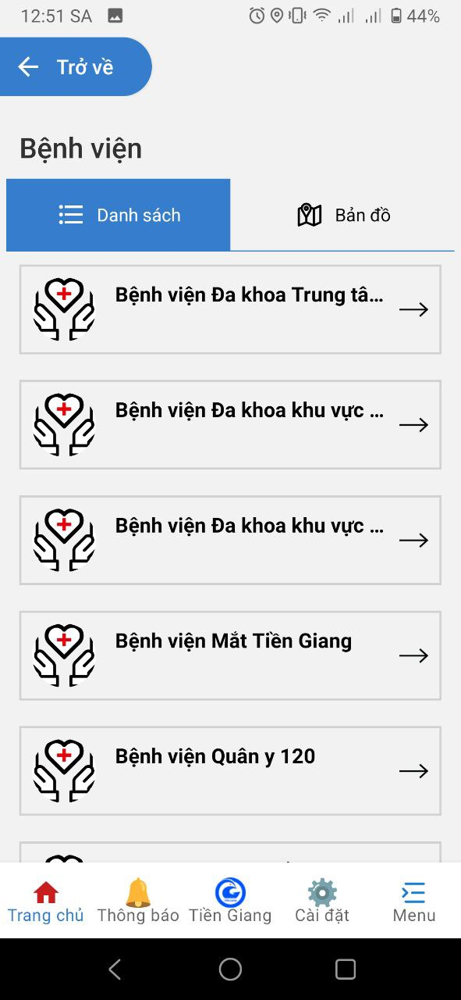 12:51 SA
44%
Trở về
Bệnh viện
Danh sách
Bản đồ
Bệnh viện Đa khoa Trung tâ...
Bệnh viện Đa khoa khu vực ...
Bệnh viện Đa khoa khu vực ...
Bệnh viện Mắt Tiền Giang
Bệnh viện Quân y 120
Trang chủ
Thông báo
Tiền Giang
Cài đặt
Menu